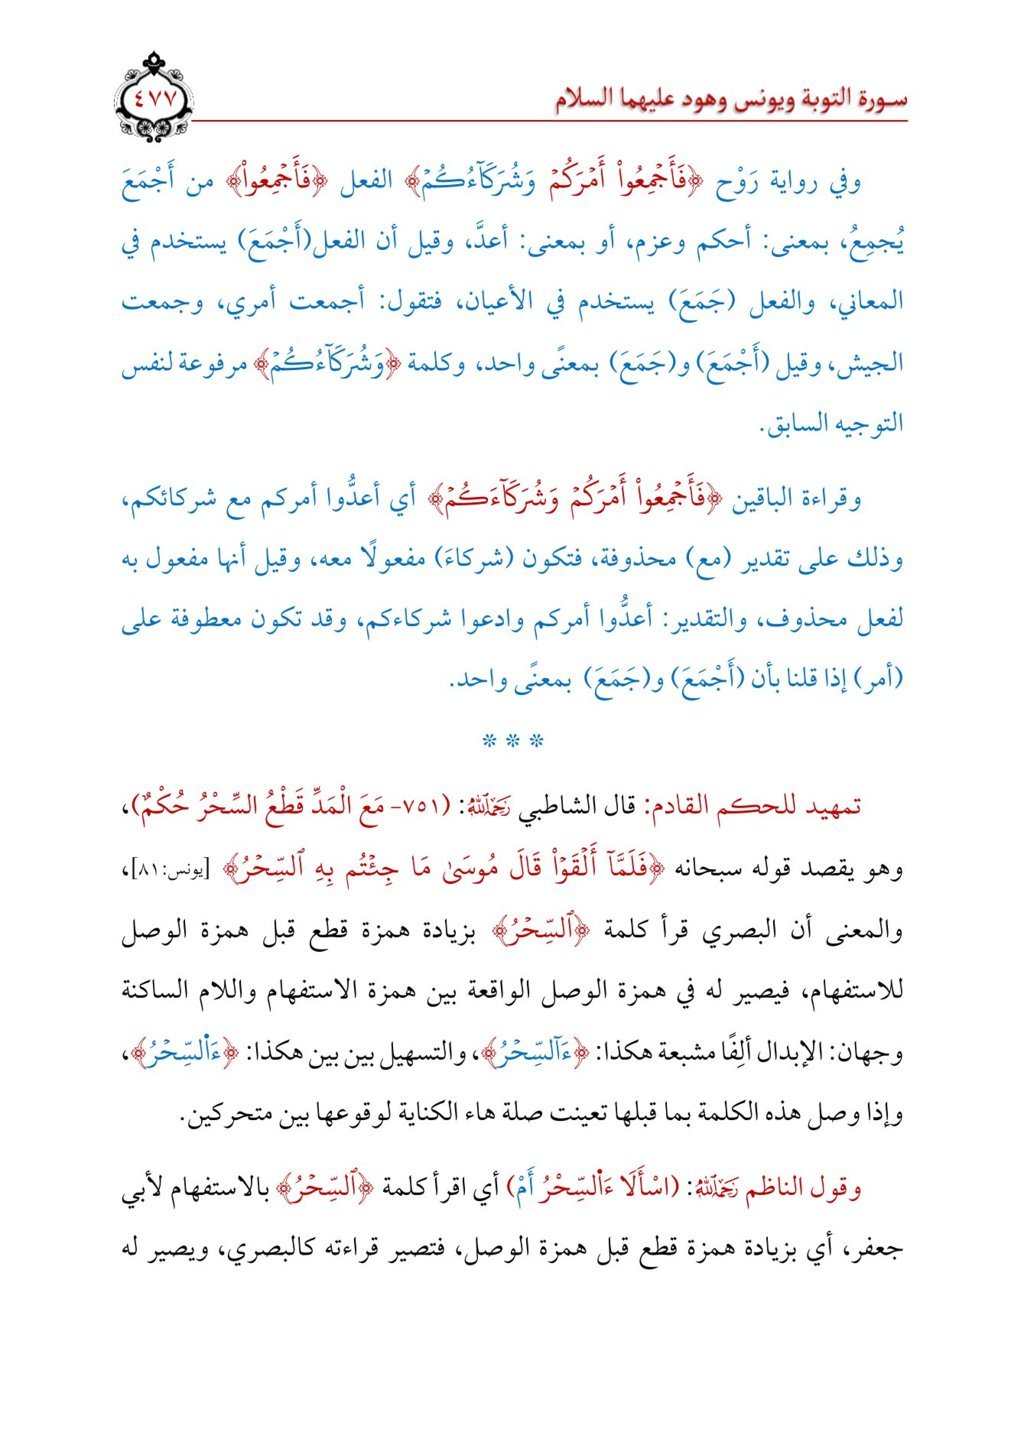 سورة التوبة ويونس وهود عليهما السلام
٤٧٧
وفي رواية رَوْح ﴿فَأَجۡمِعُواْ أَمۡرَكُمۡ وَشُرَكَآءُكُمۡ﴾ الفعل ﴿فَأَجۡمِعُواْ﴾ من أَجْمَعَ
يُجمِعُ، بمعنى: أحكم وعزم، أو بمعنى: أعدَّ، وقيل أن الفعل(أَجْمَعَ) يستخدم في
المعاني، والفعل (جَمَعَ) يستخدم في الأعيان، فتقول: أجمعت أمري، وجمعت
الجيش، وقيل (أَجْمَعَ) و(جَمَعَ) بمعنًى واحد، وكلمة ﴿وَشُرَكَآءُكُمۡ﴾ مرفوعة لنفس
التوجيه السابق.
وقراءة الباقين ﴿فَأَجۡمِعُواْ أَمۡرَكُمۡ وَشُرَكَآءَكُمۡ﴾ أي أعدُّوا أمركم مع شركائكم،
وذلك على تقدير (مع) محذوفة، فتكون (شركاءَ) مفعولًا معه، وقيل أنها مفعول به
لفعل محذوف، والتقدير: أعدُّوا أمركم وادعوا شركاءكم، وقد تكون معطوفة على
(أمر) إذا قلنا بأن (أَجْمَعَ) و(جَمَعَ) بمعنًى واحد.
* * *
تمهيد للحكم القادم: قال الشاطبي رَحِمَهُ ٱللَّهُ: (٧٥١- مَعَ الْمَدِّ قَطْعُ السِّحْرُ حُكْمٌ)،
وهو يقصد قوله سبحانه ﴿فَلَمَّآ أَلۡقَوۡاْ قَالَ مُوسَىٰ مَا جِئۡتُم بِهِ ٱلسِّحۡرُ﴾ [يونس:٨١]،
والمعنى أن البصري قرأ كلمة ﴿ٱلسِّحۡرُ﴾ بزيادة همزة قطع قبل همزة الوصل
للاستفهام، فيصير له في همزة الوصل الواقعة بين همزة الاستفهام واللام الساكنة
وجهان: الإبدال ألِفًا مشبعة هكذا: ﴿ءَآلسِّحۡرُ﴾، والتسهيل بين بين هكذا: ﴿ءَا۬لسِّحۡرُ﴾،
وإذا وصل هذه الكلمة بما قبلها تعينت صلة هاء الكناية لوقوعها بين متحركين.
وقول الناظم رَحِمَهُ ٱللَّهُ: (اسْأَلَا ءَا۬لسِّحْرُ أَمْ) أي اقرأ كلمة ﴿ٱلسِّحۡرُ﴾ بالاستفهام لأبي
جعفر، أي بزيادة همزة قطع قبل همزة الوصل، فتصير قراءته كالبصري، ويصير له